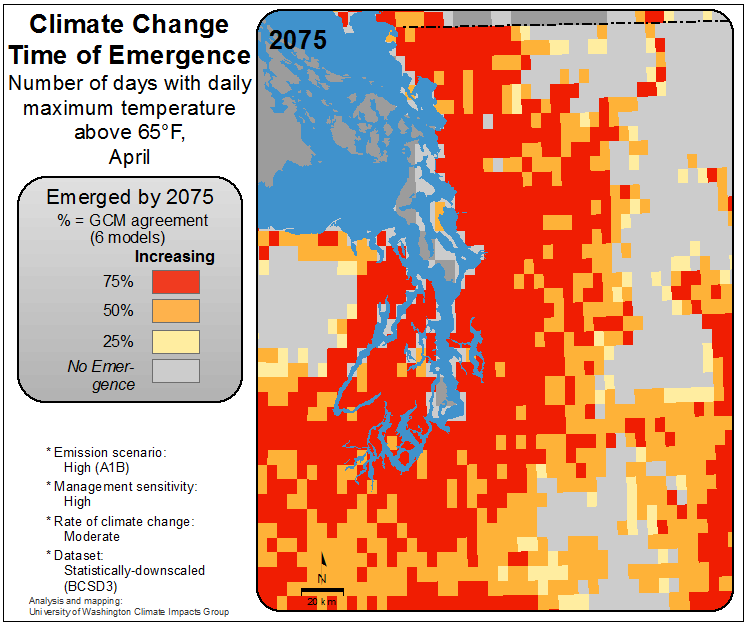 Climate Change
Time of Emergence
Number of days with daily
maximum temperature
above 65°F,
April
Emerged by 2075
% = GCM agreement
(6 models)
Increasing
75%
50%
25%
No Emer-
gence
* Emission scenario:
High (A1B)
* Management sensitivity:
High
* Rate of climate change:
Moderate
* Dataset:
Statistically-downscaled
(BCSD3)
Analysis and mapping:
University of Washington Climate Impacts Group
2075
N
20 km